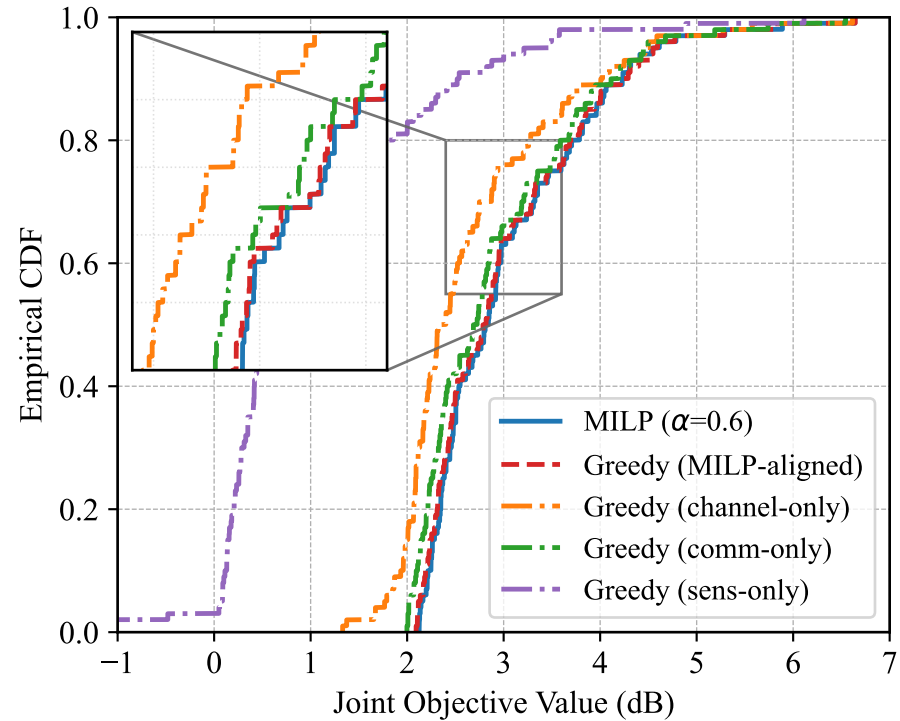 1.0
0.8
0.6
0.4
0.2
0.0
Empirical CDF
MILP (α=0.6)
Greedy (MILP-aligned)
Greedy (channel-only)
Greedy (comm-only)
Greedy (sens-only)
−1 0 1 2 3 4 5 6 7
Joint Objective Value (dB)